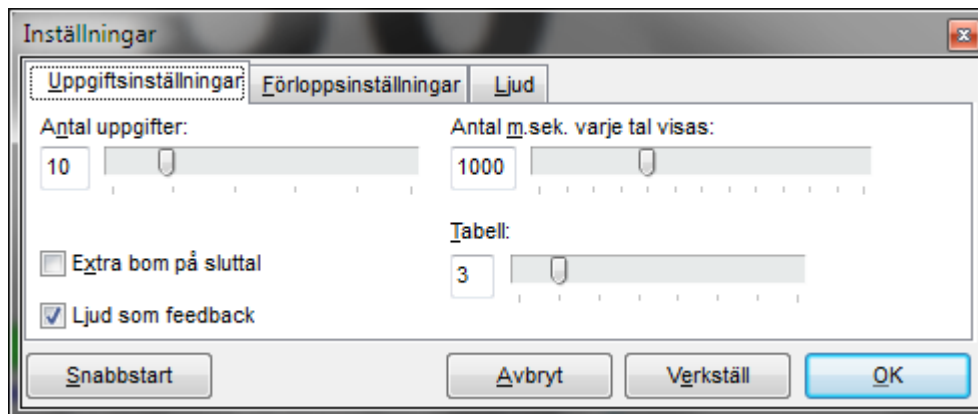 Inställningar
Uppgiftsinställningar Förloppsinställningar Ljud
Antal uppgifter: Antal m.sek. varje tal visas:
10 1000
Tabell:
Extra bom på sluttal
3
Ljud som feedback
Snabbstart Avbryt Verkställ OK